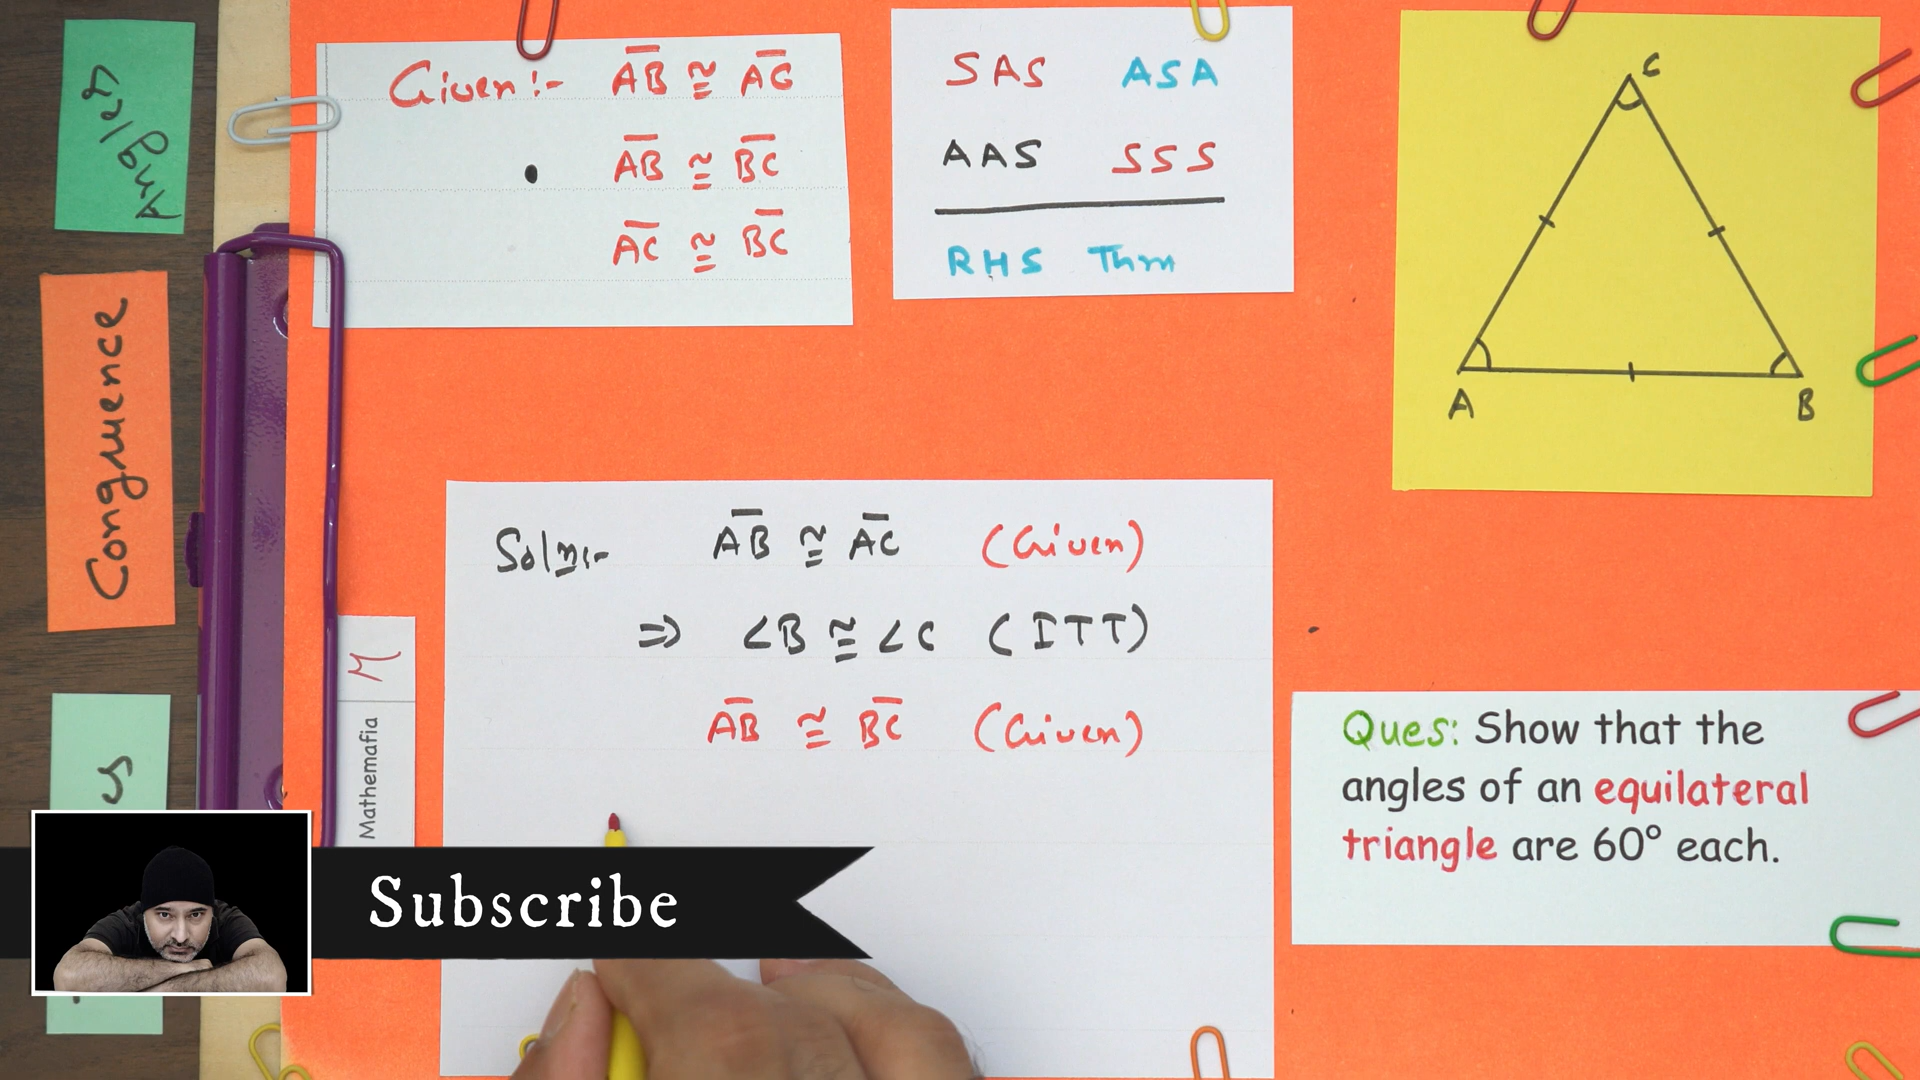 Angles
Congruence
Given :- AB ≅ AC
AB ≅ BC
AC ≅ BC
SAS ASA
AAS SSS
RHS Thm
C
A
B
Soln:- AB ≅ AC (Given)
⇒ ∠B ≅ ∠C (ITT)
AB ≅ BC (Given)
M
Mathemafia
Ques: Show that the
angles of an equilateral
triangle are 60° each.
Subscribe